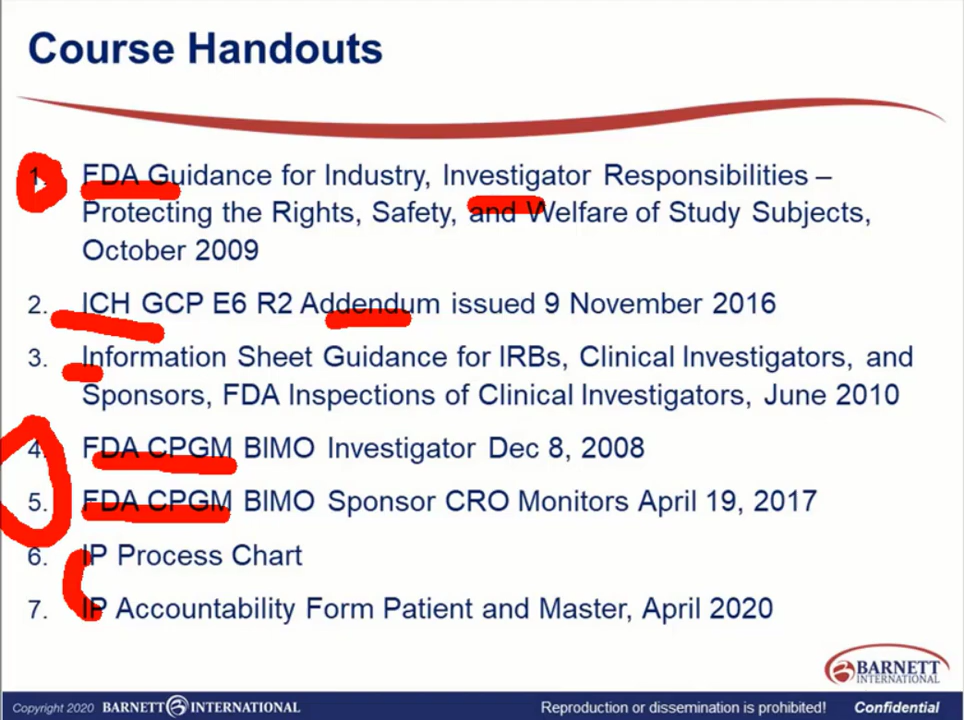 Course Handouts
1. FDA Guidance for Industry, Investigator Responsibilities –
Protecting the Rights, Safety, and Welfare of Study Subjects,
October 2009
2. ICH GCP E6 R2 Addendum issued 9 November 2016
3. Information Sheet Guidance for IRBs, Clinical Investigators, and
Sponsors, FDA Inspections of Clinical Investigators, June 2010
4. FDA CPGM BIMO Investigator Dec 8, 2008
5. FDA CPGM BIMO Sponsor CRO Monitors April 19, 2017
6. IP Process Chart
7. IP Accountability Form Patient and Master, April 2020
BARNETT
INTERNATIONAL
Copyright 2020 BARNETT INTERNATIONAL Reproduction or dissemination is prohibited! Confidential